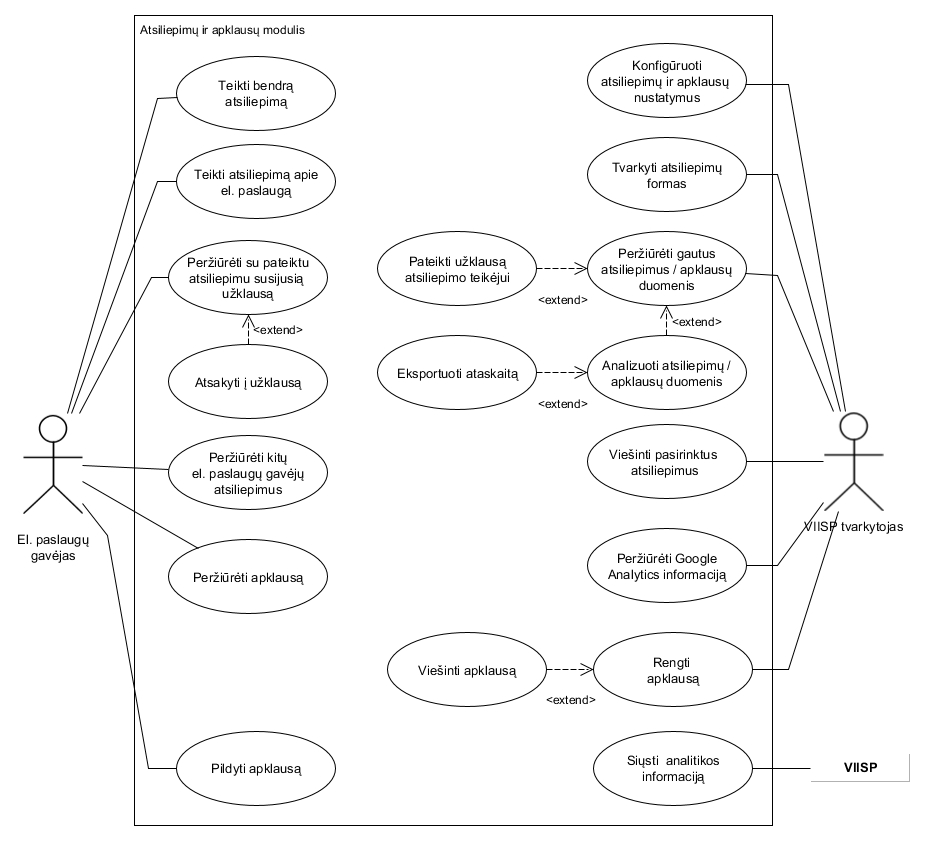 Atsiliepimų ir apklausų modulis
Teikti bendrą
atsiliepimą
Teikti atsiliepimą apie
el. paslaugą
Peržiūrėti su pateiktu
atsiliepimu susijusią
užklausą
<extend>
Atsakyti į užklausą
Peržiūrėti kitų
el. paslaugų gavėjų
atsiliepimus
Peržiūrėti apklausą
Pildyti apklausą
El. paslaugų
gavėjas
Pateikti užklausą
atsiliepimo teikėjui
<extend>
Eksportuoti ataskaitą
<extend>
Viešinti apklausą
<extend>
Konfigūruoti
atsiliepimų ir apklausų
nustatymus
Tvarkyti atsiliepimų
formas
Peržiūrėti gautus
atsiliepimus / apklausų
duomenis
<extend>
Analizuoti atsiliepimų /
apklausų duomenis
Viešinti pasirinktus
atsiliepimus
Peržiūrėti Google
Analytics informaciją
Rengti
apklausą
Siųsti analitikos
informaciją
VIISP tvarkytojas
VIISP